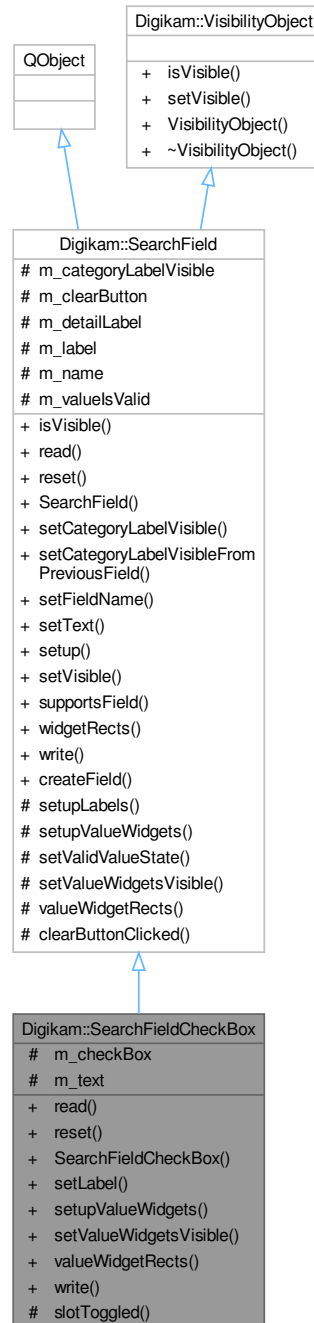 Digikam::VisibilityObject
+ isVisible()
+ setVisible()
+ VisibilityObject()
+ ~VisibilityObject()
QObject
Digikam::SearchField
# m_categoryLabelVisible
# m_clearButton
# m_detailLabel
# m_label
# m_name
# m_valueIsValid
+ isVisible()
+ read()
+ reset()
+ SearchField()
+ setCategoryLabelVisible()
+ setCategoryLabelVisibleFrom
PreviousField()
+ setFieldName()
+ setText()
+ setup()
+ setVisible()
+ supportsField()
+ widgetRects()
+ write()
+ createField()
# setupLabels()
# setupValueWidgets()
# setValidValueState()
# setValueWidgetsVisible()
# valueWidgetRects()
# clearButtonClicked()
Digikam::SearchFieldCheckBox
# m_checkBox
# m_text
+ read()
+ reset()
+ SearchFieldCheckBox()
+ setLabel()
+ setupValueWidgets()
+ setValueWidgetsVisible()
+ valueWidgetRects()
+ write()
# slotToggled()